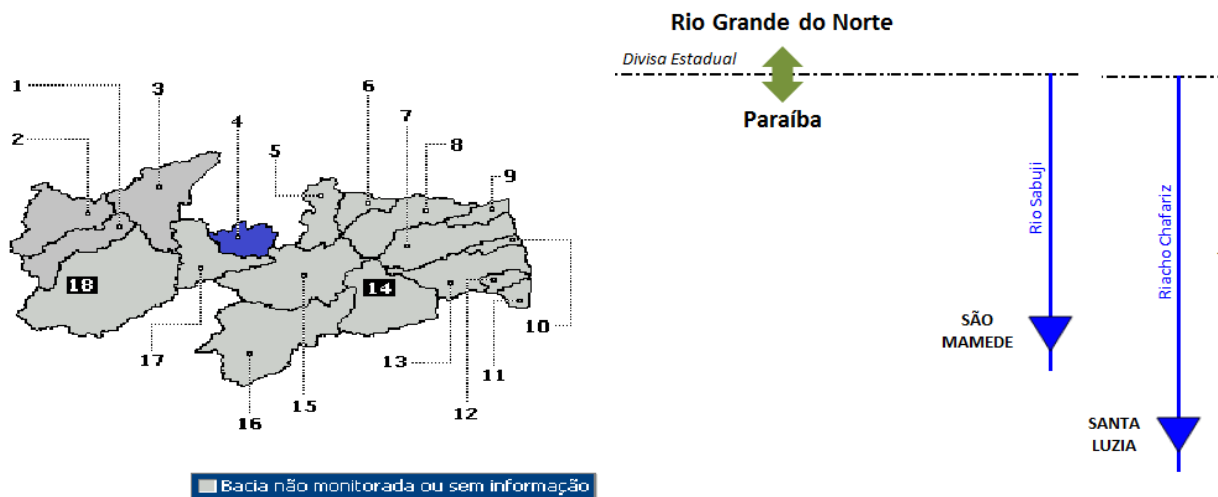 1
2
3
4
5
6
7
8
9
10
11
12
13
14
15
16
17
18
Bacia não monitorada ou sem informação
Rio Grande do Norte
Divisa Estadual
Paraíba
Rio Sabuji
Riacho Chafariz
SÃO
MAMEDE
SANTA
LUZIA